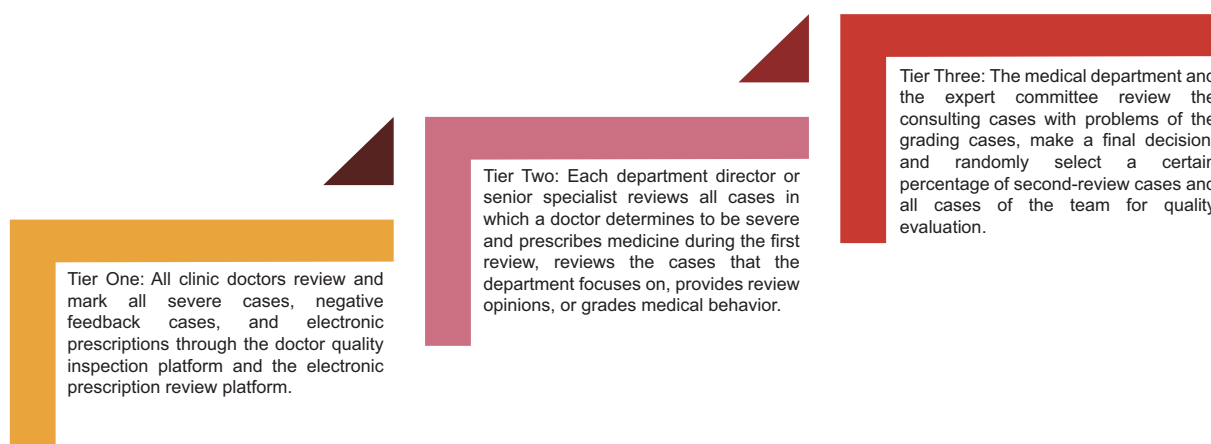 Tier One: All clinic doctors review and
mark all severe cases, negative
feedback cases, and electronic
prescriptions through the doctor quality
inspection platform and the electronic
prescription review platform.
Tier Two: Each department director or
senior specialist reviews all cases in
which a doctor determines to be severe
and prescribes medicine during the first
review, reviews the cases that the
department focuses on, provides review
opinions, or grades medical behavior.
Tier Three: The medical department and
the expert committee review the
consulting cases with problems of the
grading cases, make a final decision
and randomly select a certain
percentage of second-review cases and
all cases of the team for quality
evaluation.